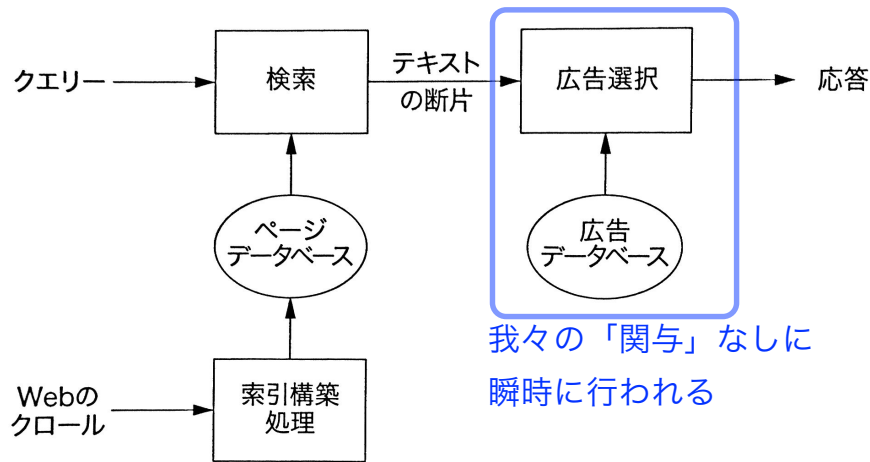 クエリー
検索
テキスト
の断片
広告選択
応答
ページ
データベース
広告
データベース
我々の「関与」なしに
瞬時に行われる
Webの
クロール
索引構築
処理